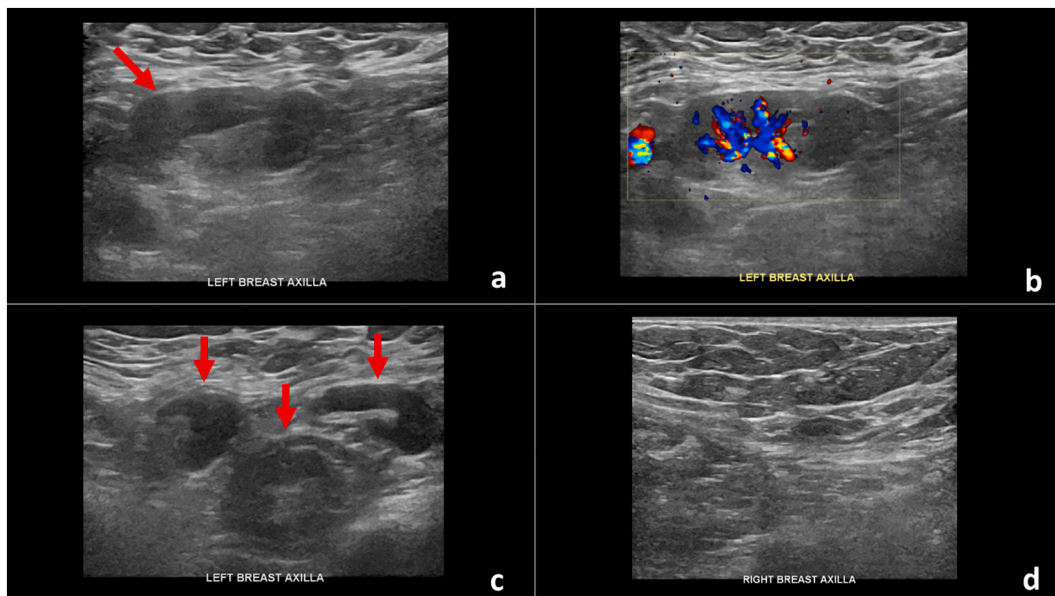 LEFT BREAST AXILLA
a
LEFT BREAST AXILLA
b
LEFT BREAST AXILLA
c
RIGHT BREAST AXILLA
d